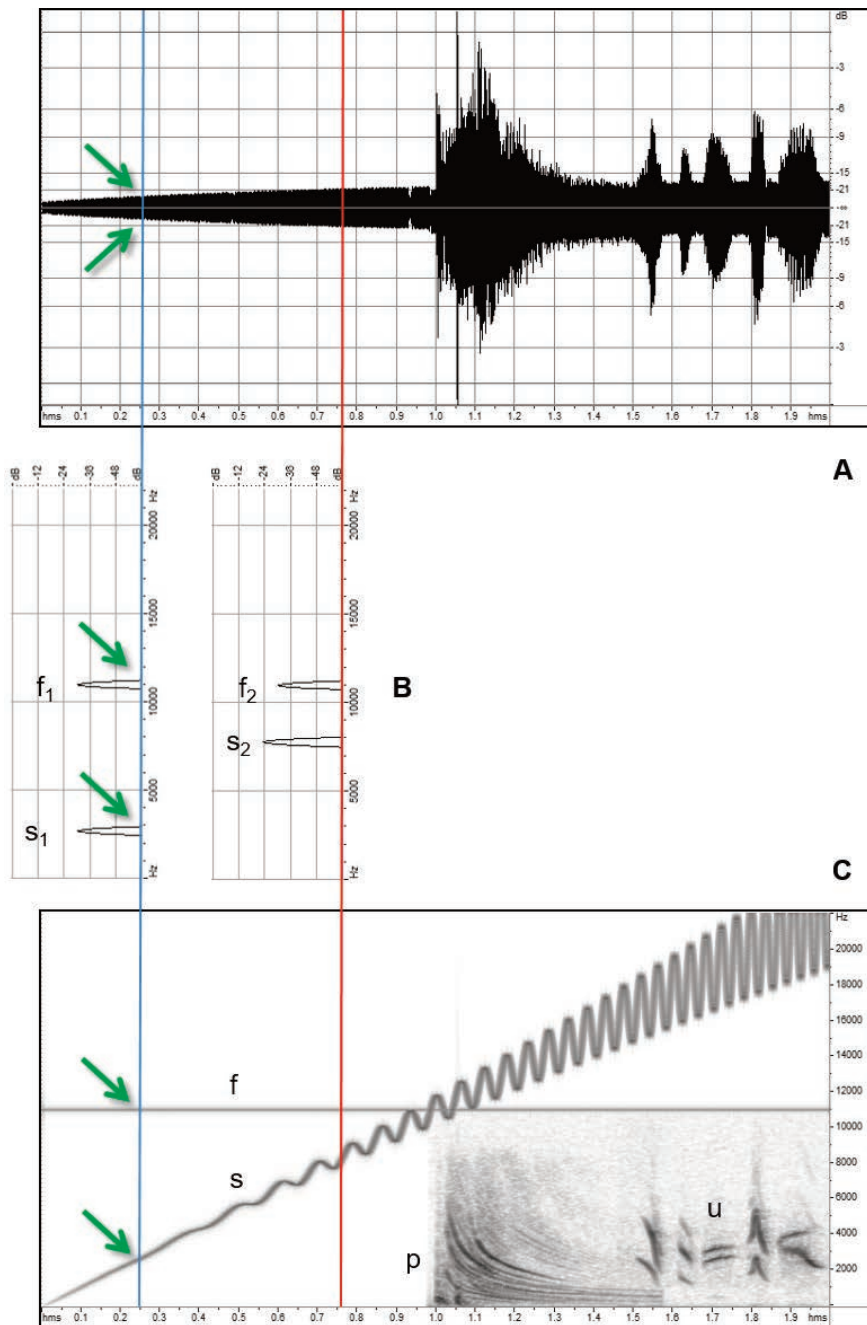 dB
-3
-6
-9
-15
-21
-∞
-21
-15
-9
-6
-3
hms 0.1 0.2 0.3 0.4 0.5 0.6 0.7 0.8 0.9 1.0 1.1 1.2 1.3 1.4 1.5 1.6 1.7 1.8 1.9 hms
A
dB -12 -24 -36 -48 dB
Hz
20000
15000
10000
5000
Hz
f1
s1
dB -12 -24 -36 -48 dB
Hz
20000
15000
10000
5000
Hz
f2
s2
B
C
Hz
20000
18000
16000
14000
12000
10000
8000
6000
4000
2000
f
s
p
u
hms 0.1 0.2 0.3 0.4 0.5 0.6 0.7 0.8 0.9 1.0 1.1 1.2 1.3 1.4 1.5 1.6 1.7 1.8 1.9 hms